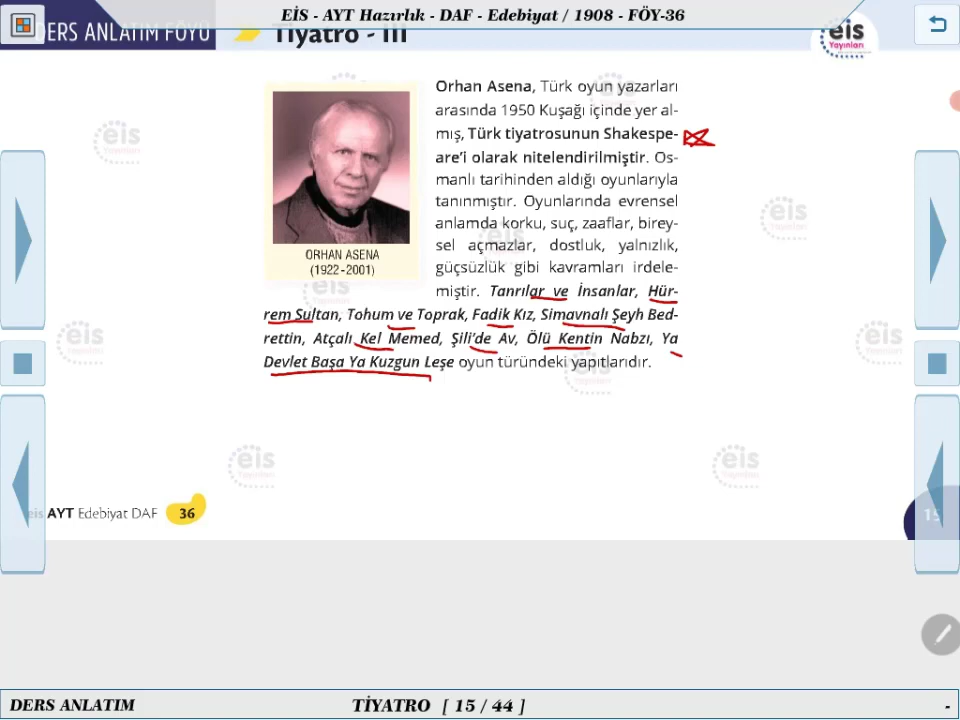 EİS - AYT Hazırlık - DAF - Edebiyat / 1908 - FÖY-36
DERS ANLATIM FÖYÜ
Tiyatro - III
eis
Yayınları
Orhan Asena, Türk oyun yazarları
arasında 1950 Kuşağı içinde yer al-
mış, Türk tiyatrosunun Shakespe-
are’i olarak nitelendirilmiştir. Os-
manlı tarihinden aldığı oyunlarıyla
tanınmıştır. Oyunlarında evrensel
anlamda korku, suç, zaaflar, birey-
sel açmazlar, dostluk, yalnızlık,
güçsüzlük gibi kavramları irdele-
miştir. Tanrılar ve İnsanlar, Hür-
rem Sultan, Tohum ve Toprak, Fadik Kız, Simavnalı Şeyh Bed-
rettin, Atçalı Kel Memed, Şili’de Av, Ölü Kentin Nabzı, Ya
Devlet Başa Ya Kuzgun Leşe oyun türündeki yapıtlarıdır.
ORHAN ASENA
(1922-2001)
eis AYT Edebiyat DAF 36
15
DERS ANLATIM
TİYATRO [ 15 / 44 ]
-